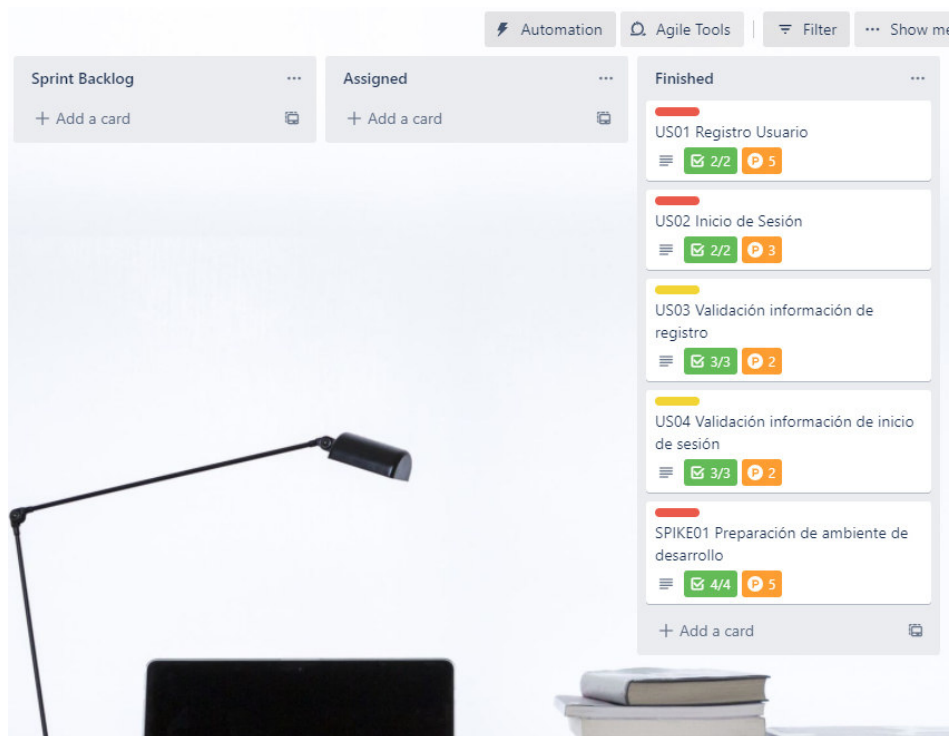 Automation
Agile Tools
Filter
Show me
Sprint Backlog
Add a card
Assigned
Add a card
Finished
US01 Registro Usuario
2/2 P 5
US02 Inicio de Sesión
2/2 P 3
US03 Validación información de
registro
3/3 P 2
US04 Validación información de inicio
de sesión
3/3 P 2
SPIKE01 Preparación de ambiente de
desarrollo
4/4 P 5
Add a card